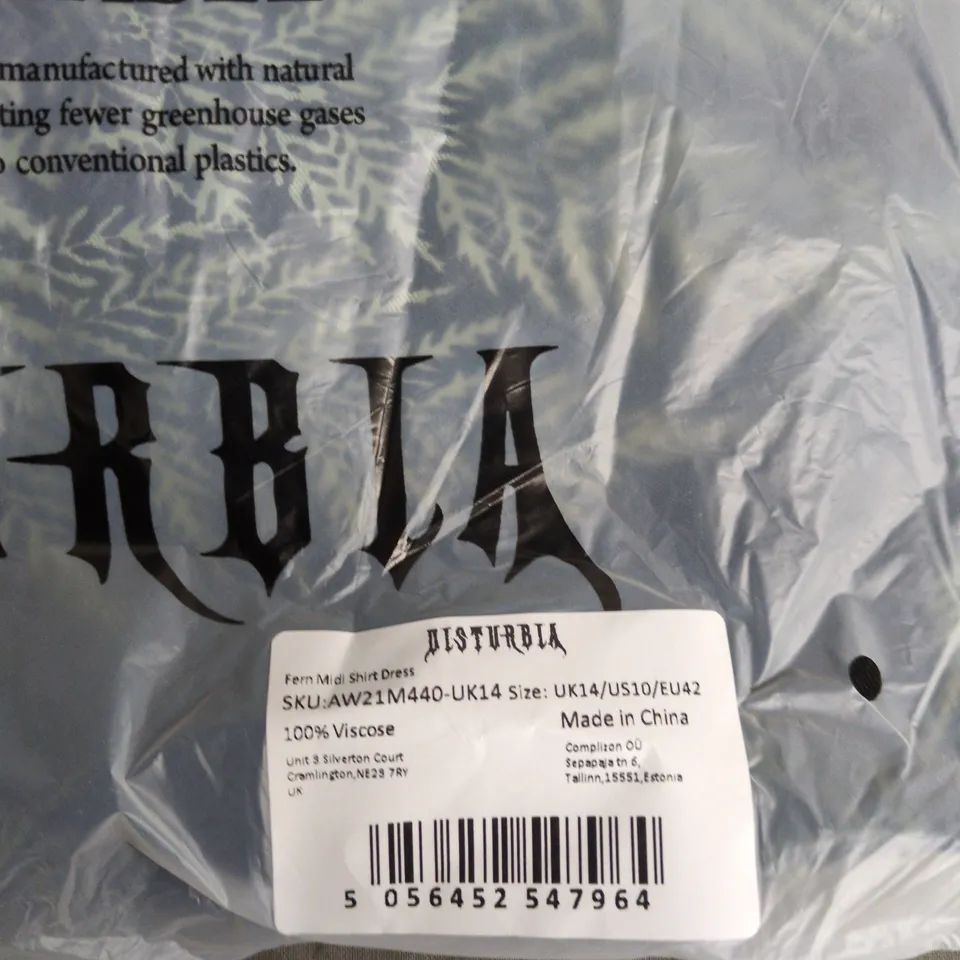 manufactured with natural
ting fewer greenhouse gases
conventional plastics.
RBIA
DISTURBIA
Fern Midi Shirt Dress
SKU:AW21M440-UK14 Size: UK14/US10/EU42
100% Viscose
Made in China
Unit 3 Silverton Court
Cramlington,NE23 7RY
UK
Complizon OÜ
Sepapaja tn 6,
Tallinn,15551,Estonia
5 056452 547964